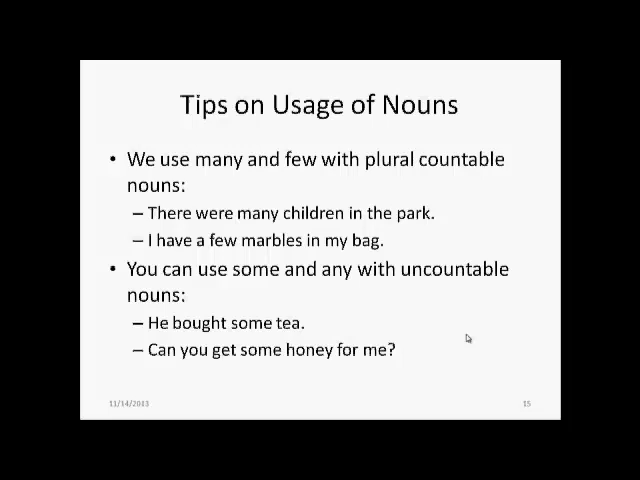 Tips on Usage of Nouns
• We use many and few with plural countable
nouns:
– There were many children in the park.
– I have a few marbles in my bag.
• You can use some and any with uncountable
nouns:
– He bought some tea.
– Can you get some honey for me?
11/14/2013
15